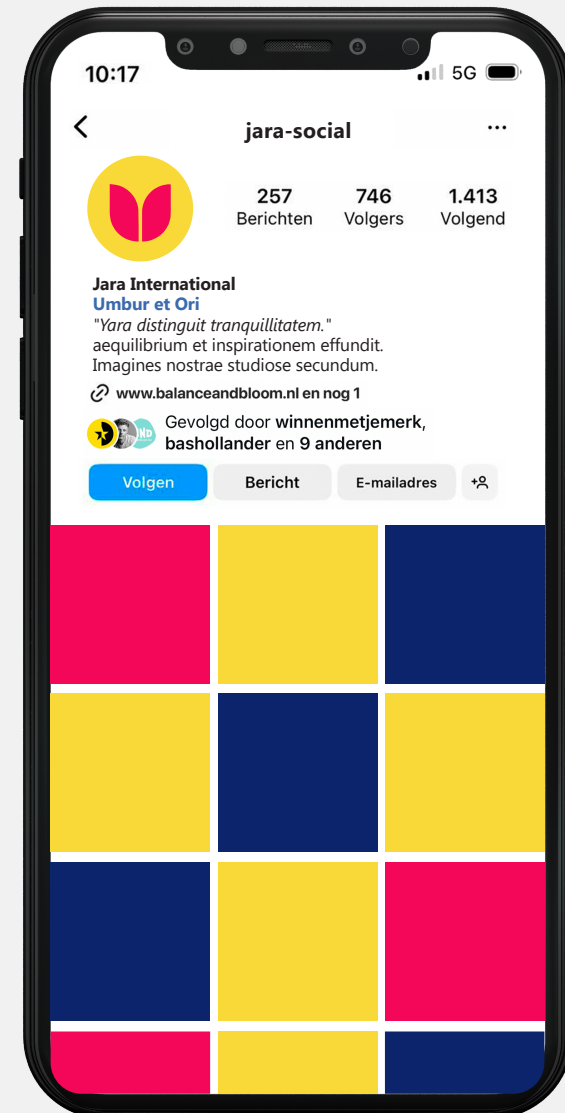 10:17 5G
jara-social
257 746 1.413
Berichten Volgers Volgend
Jara International
Umbur et Ori
"Yara distinguit tranquillitatem."
aequilibrium et inspirationem effundit.
Imagines nostrae studiose secundum.
www.balanceandbloom.nl en nog 1
ND
Gevolgd door winnenmetjemerk,
bashollander en 9 anderen
Volgen Bericht E-mailadres